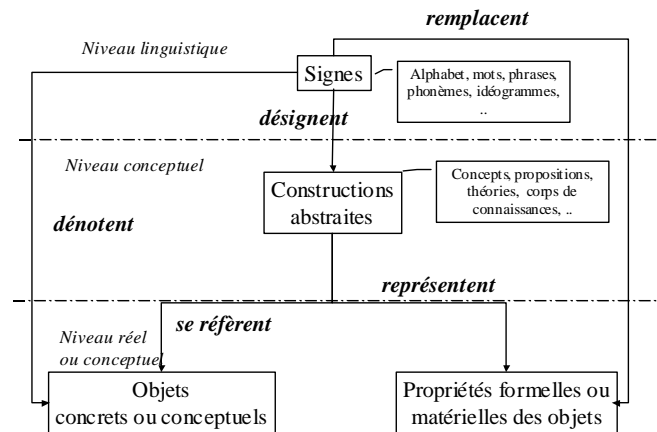 remplacent
Niveau linguistique
Signes
Alphabet, mots, phrases,
phonèmes, idéogrammes,
..
désignent
Niveau conceptuel
Constructions
abstraites
Concepts, propositions,
théories, corps de
connaissances, ..
dénotent
représentent
se réfèrent
Niveau réel
ou conceptuel
Objets
concrets ou conceptuels
Propriétés formelles ou
matérielles des objets